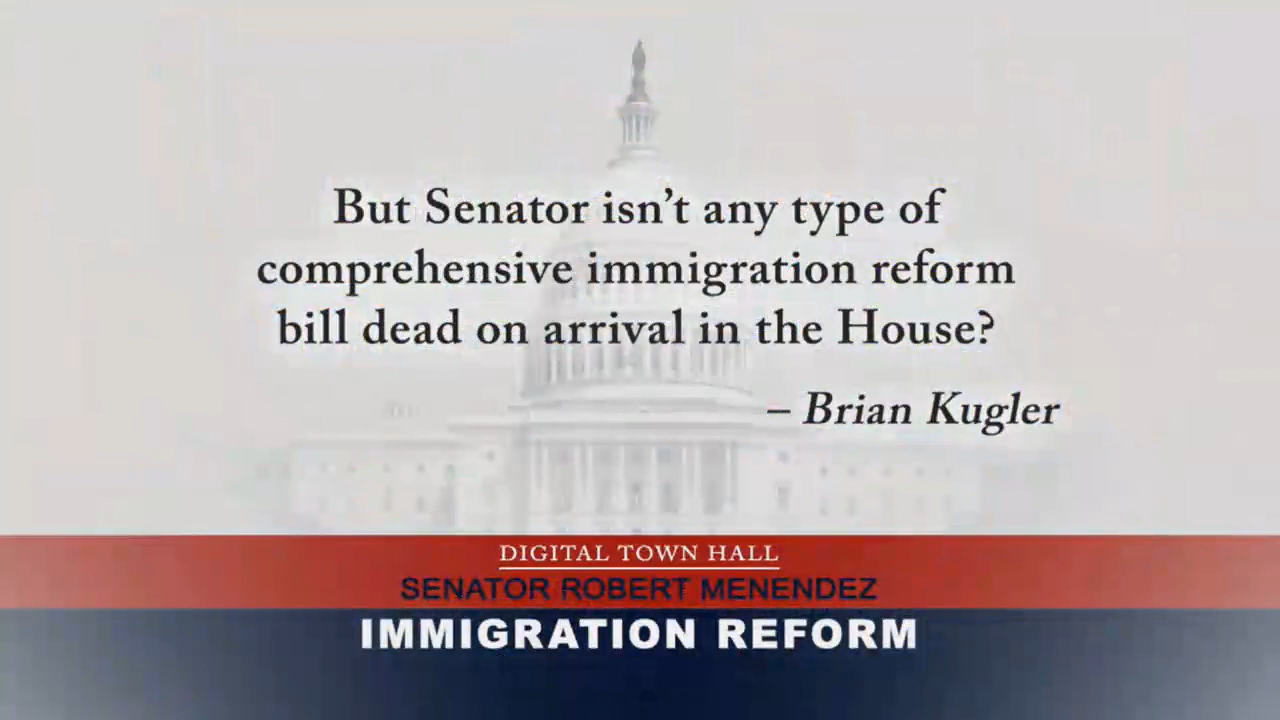 But Senator isn't any type of
comprehensive immigration reform
bill dead on arrival in the House?
– Brian Kugler
DIGITAL TOWN HALL
SENATOR ROBERT MENENDEZ
IMMIGRATION REFORM